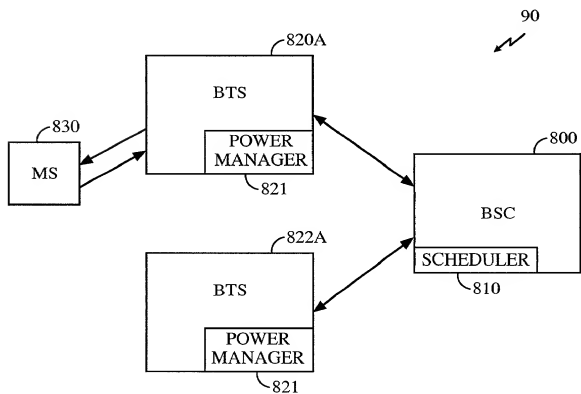 90
820A
BTS
POWER
MANAGER
821
830
MS
800
BSC
SCHEDULER
810
822A
BTS
POWER
MANAGER
821